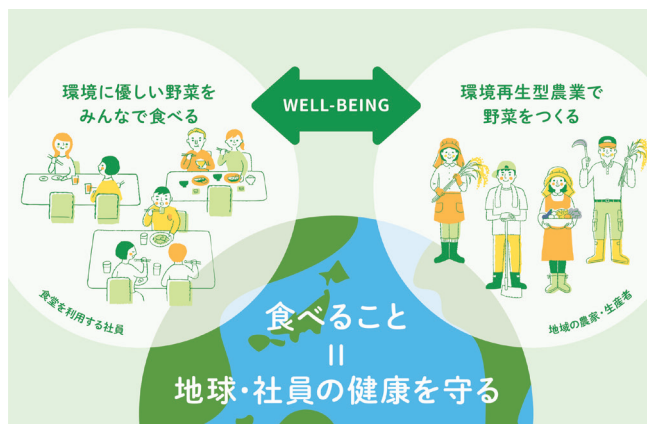 環境に優しい野菜を
みんなで食べる
食堂を利用する社員
WELL-BEING
環境再生型農業で
野菜をつくる
地域の農家・生産者
食べること
＝
地球・社員の健康を守る